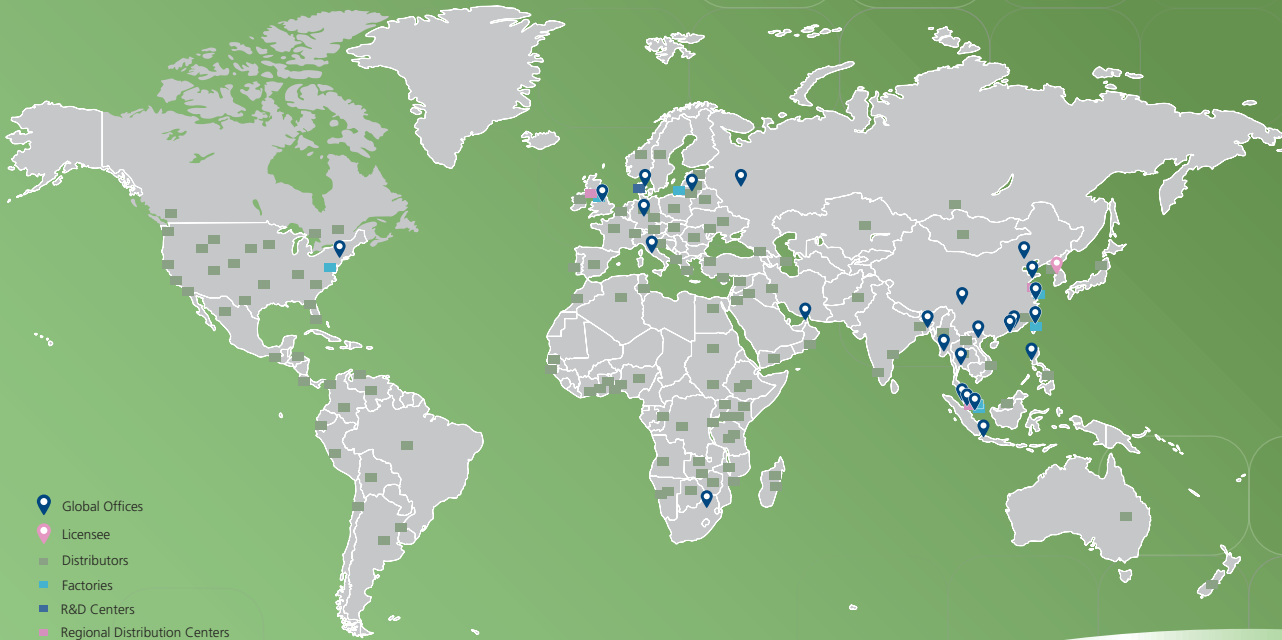 Global Offices
Licensee
Distributors
Factories
R&D Centers
Regional Distribution Centers